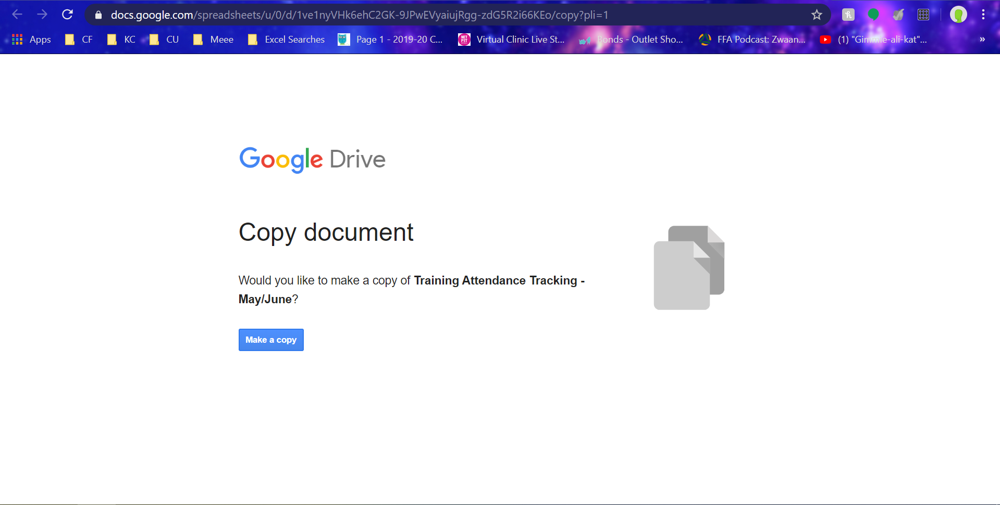 docs.google.com/spreadsheets/u/0/d/1ve1nyVHk6ehC2GK-9JPwEVyaiujRgg-zdG5R2i66KEo/copy?pli=1
Apps CF KC CU Meee Excel Searches Page 1 - 2019-20 C... NET FIT Virtual Clinic Live St... Bonds - Outlet Sho... FFA Podcast: Zwaan... (1) "Gimmie-ali-kat"... »
Google Drive
Copy document
Would you like to make a copy of Training Attendance Tracking -
May/June?
Make a copy